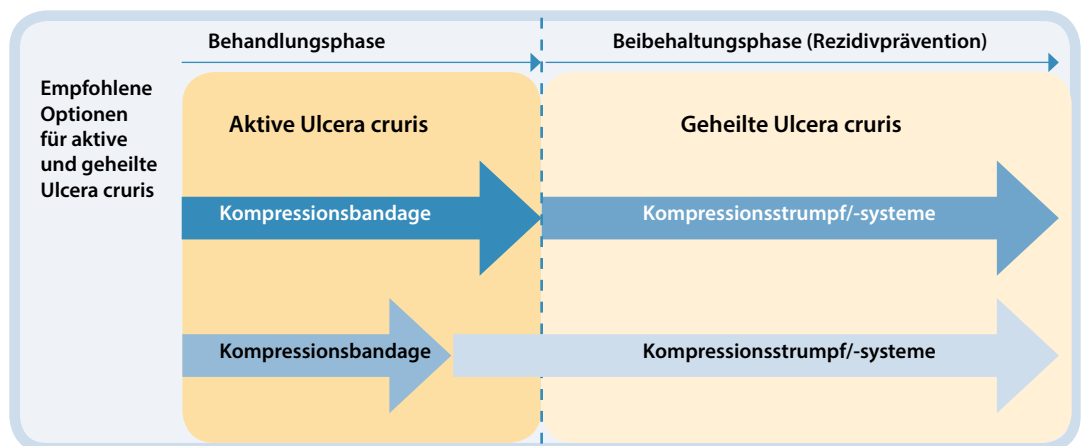 Behandlungsphase
Beibehaltungsphase (Rezidivprävention)
Empfohlene
Optionen
für aktive
und geheilte
Ulcera cruris
Aktive Ulcera cruris
Geheilte Ulcera cruris
Kompressionsbandage
Kompressionsstrumpf/-systeme
Kompressionsbandage
Kompressionsstrumpf/-systeme